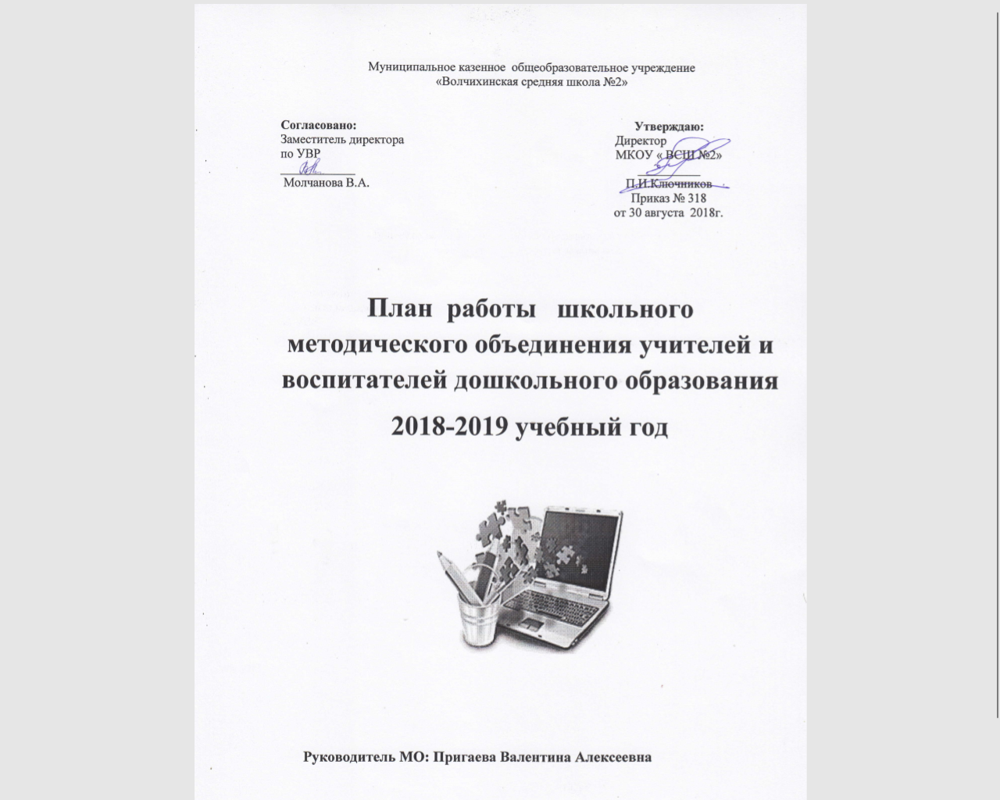 Муниципальное казенное общеобразовательное учреждение
«Волчихинская средняя школа №2»
Согласовано:
Заместитель директора
по УВР
Молчанова В.А.
Утверждаю:
Директор
МКОУ « ВСШ №2»
П.И.Ключников
Приказ № 318
от 30 августа 2018г.
План работы школьного
методического объединения учителей и
воспитателей дошкольного образования
2018-2019 учебный год
Руководитель МО: Пригаева Валентина Алексеевна